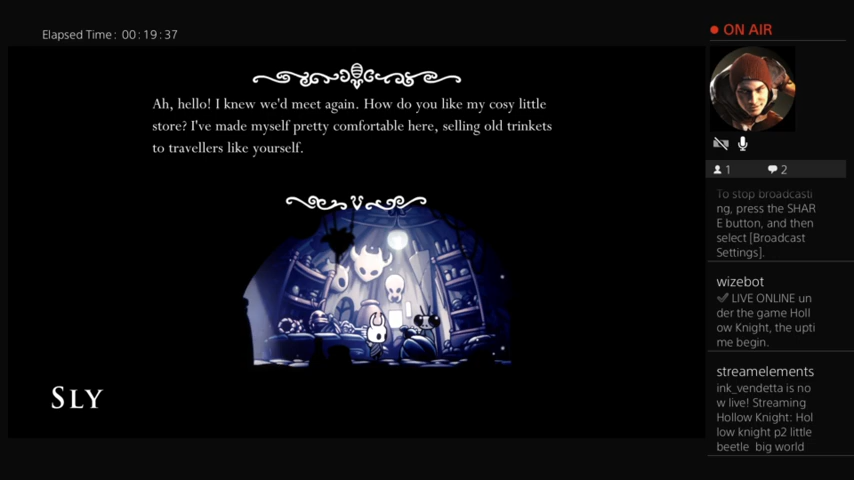 Elapsed Time: 00:19:37
ON AIR
Ah, hello! I knew we'd meet again. How do you like my cosy little
store? I've made myself pretty comfortable here, selling old trinkets
to travellers like yourself.
SLY
1
2
To stop broadcasti
ng, press the SHAR
E button, and then
select [Broadcast
Settings].
wizebot
✔ LIVE ONLINE un
der the game Holl
ow Knight, the upti
me begin.
streamelements
ink_vendetta is no
w live! Streaming
Hollow Knight: Hol
low knight p2 little
beetle big world